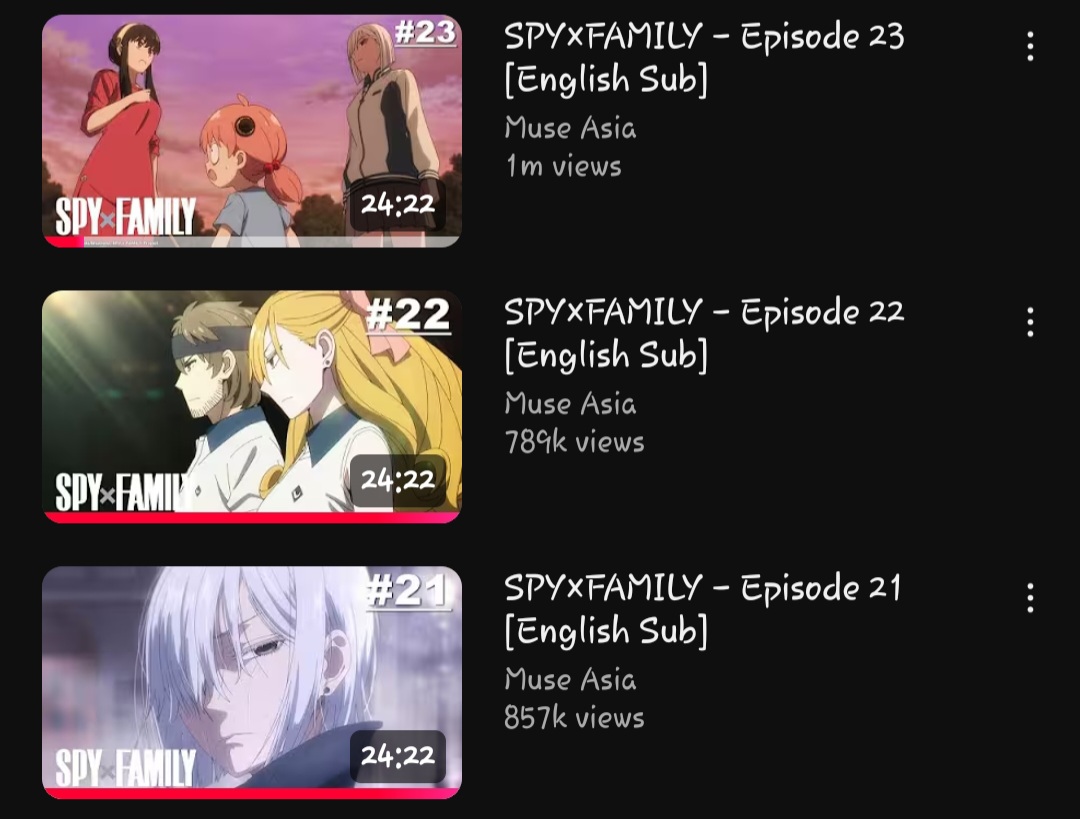 #23
SPY×FAMILY
24:22
SPY×FAMILY - Episode 23
[English Sub]
Muse Asia
1m views
#22
SPY×FAMILY
24:22
SPY×FAMILY - Episode 22
[English Sub]
Muse Asia
789k views
#21
SPY×FAMILY
24:22
SPY×FAMILY - Episode 21
[English Sub]
Muse Asia
857k views